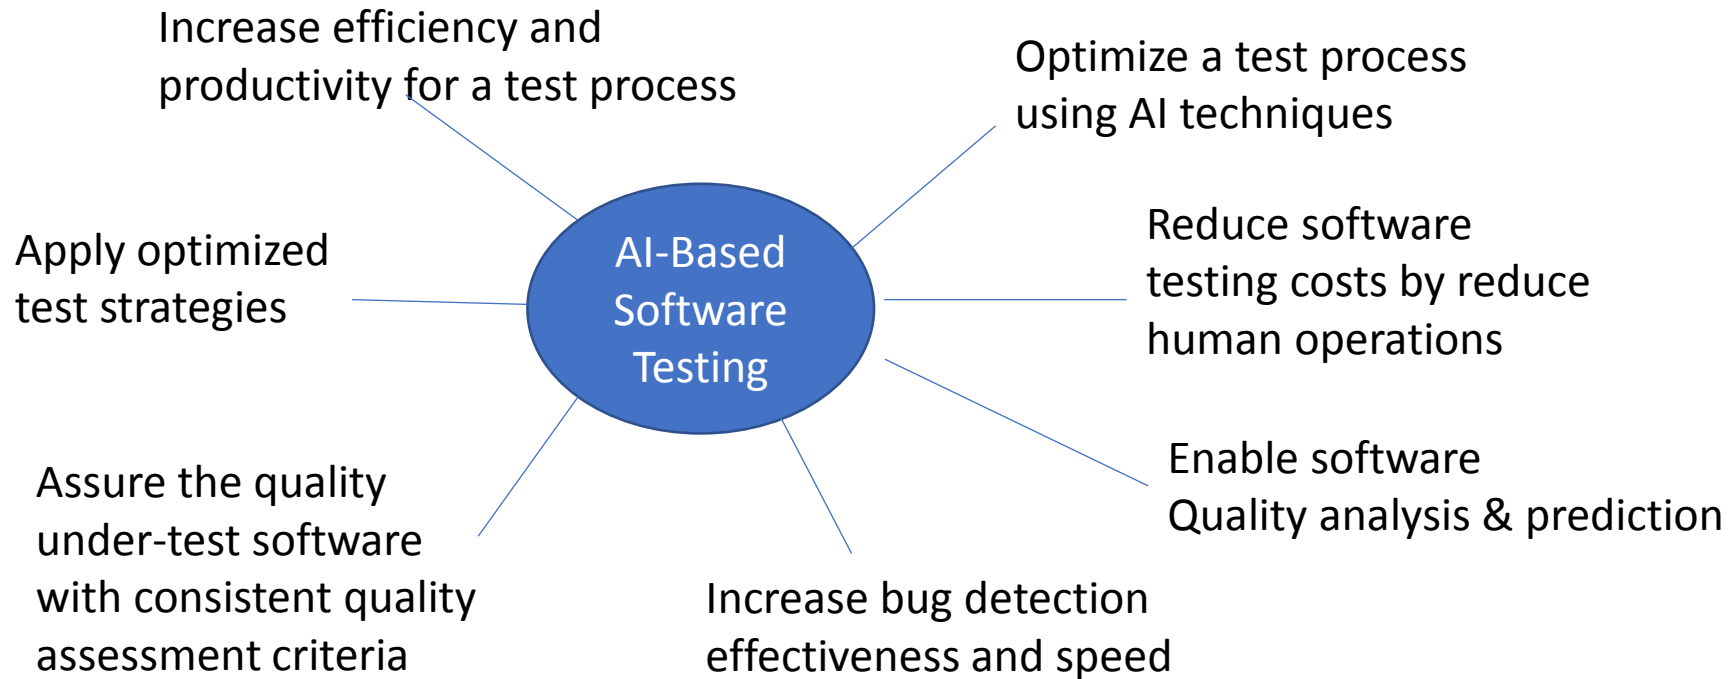 Increase efficiency and
productivity for a test process
Optimize a test process
using AI techniques
Apply optimized
test strategies
AI-Based
Software
Testing
Reduce software
testing costs by reduce
human operations
Assure the quality
under-test software
with consistent quality
assessment criteria
Increase bug detection
effectiveness and speed
Enable software
Quality analysis & prediction